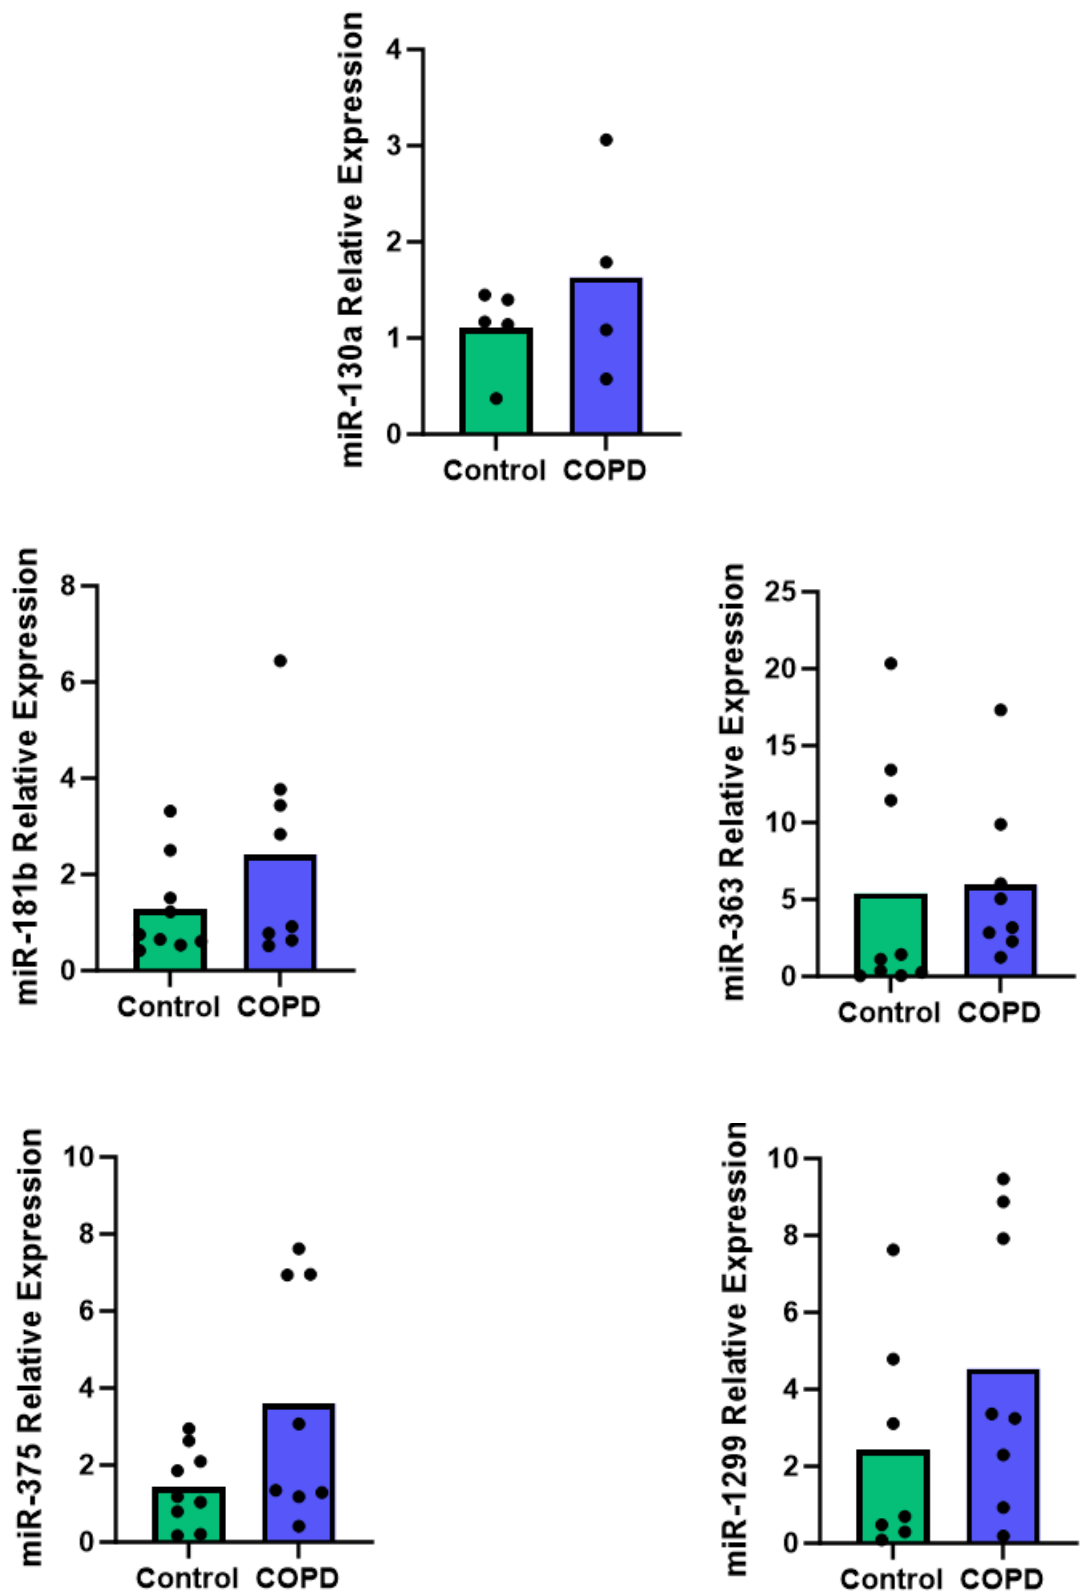 miR-130a Relative Expression
4
3
2
1
0
Control COPD
miR-181b Relative Expression
8
6
4
2
0
Control COPD
miR-363 Relative Expression
25
20
15
10
5
0
Control COPD
miR-375 Relative Expression
10
8
6
4
2
0
Control COPD
miR-1299 Relative Expression
10
8
6
4
2
0
Control COPD